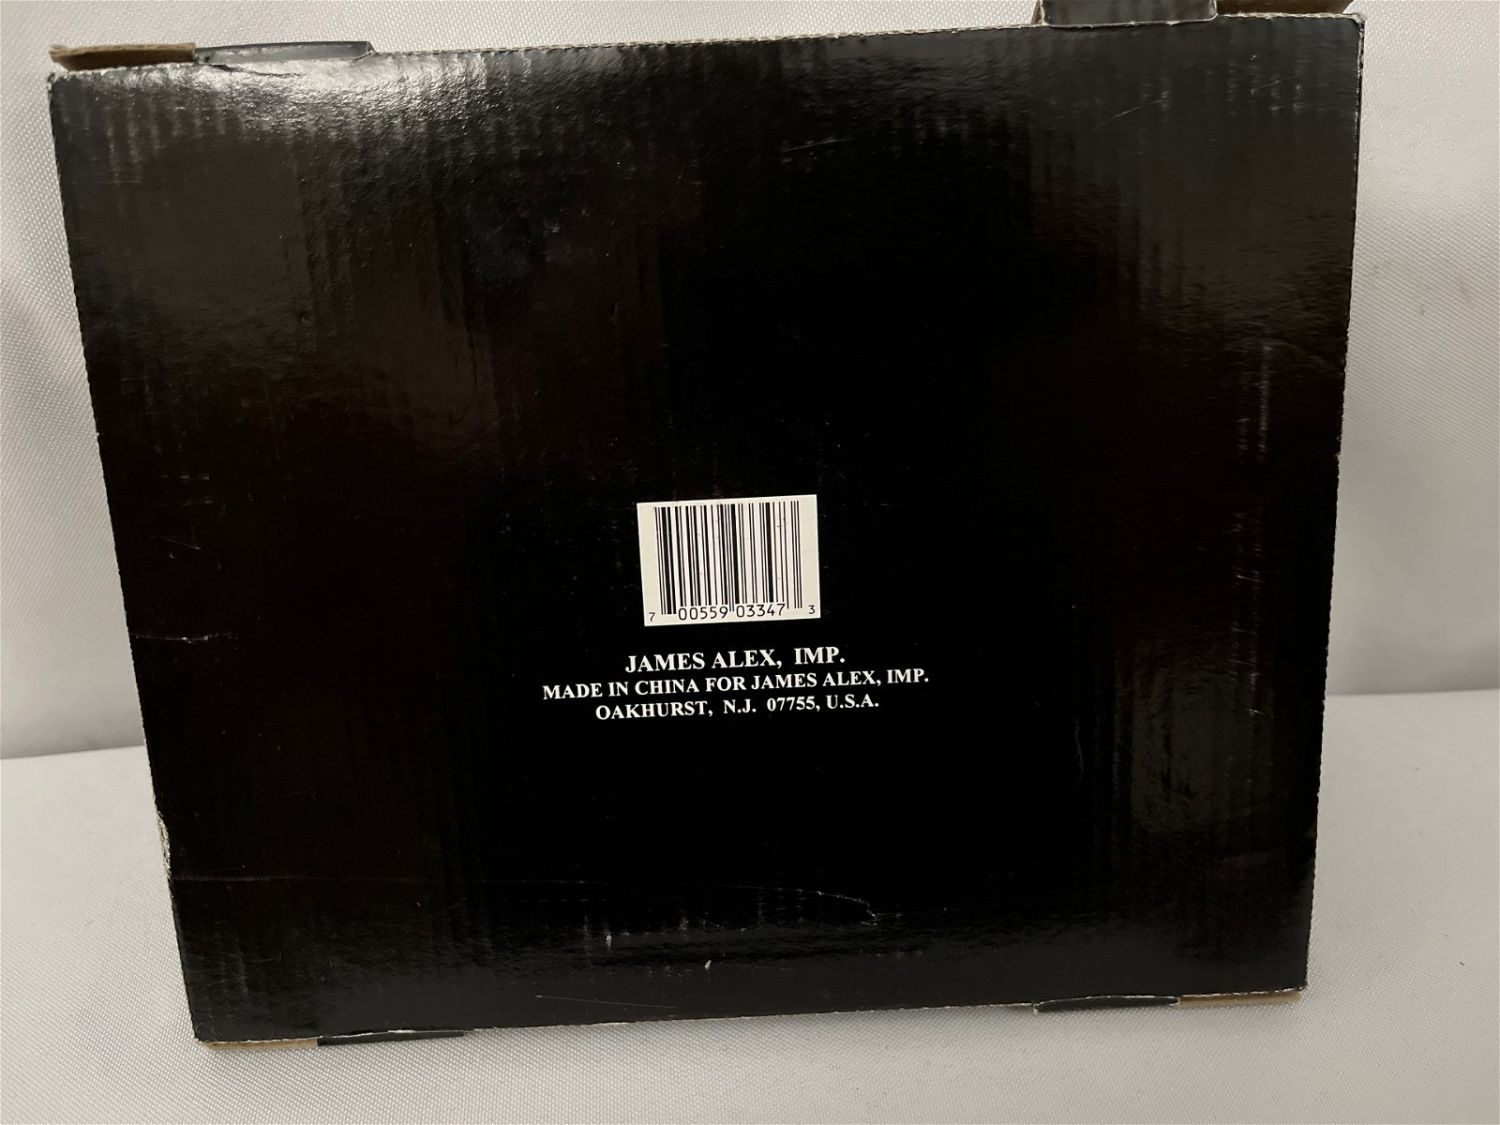 7 00559 03347 3
JAMES ALEX, IMP.
MADE IN CHINA FOR JAMES ALEX, IMP.
OAKHURST, N.J. 07755, U.S.A.